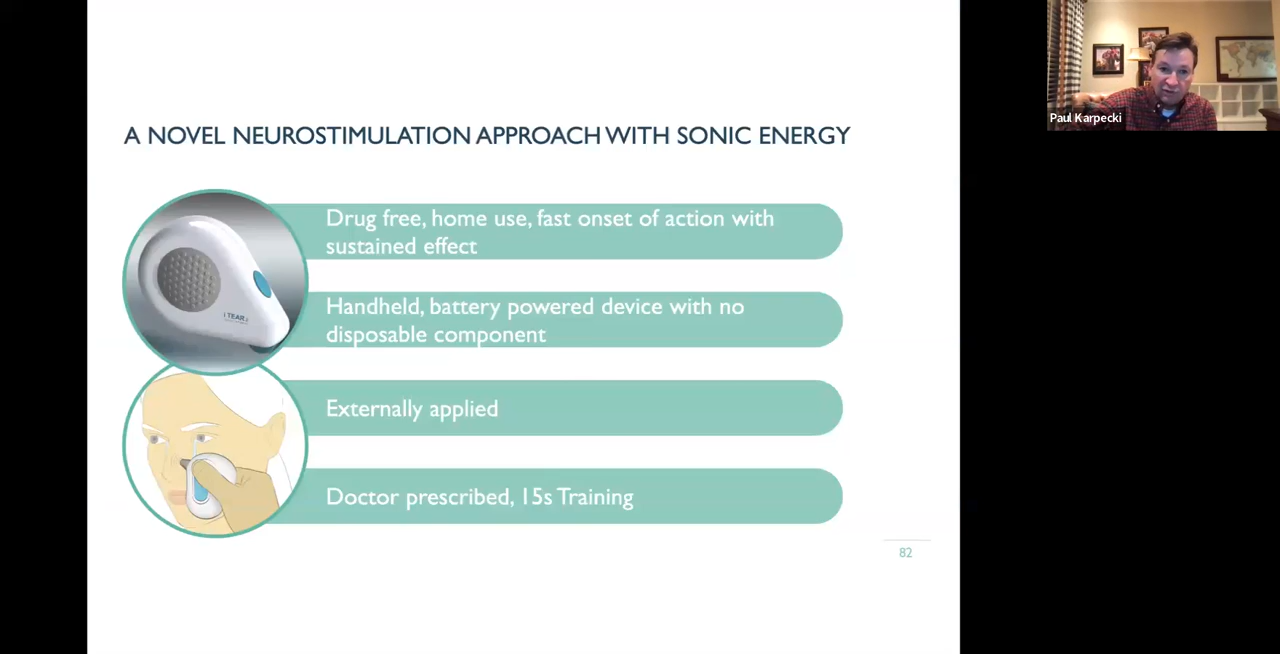 Paul Karpecki
A NOVEL NEUROSTIMULATION APPROACH WITH SONIC ENERGY
Drug free, home use, fast onset of action with
sustained effect
Handheld, battery powered device with no
disposable component
i TEAR
Externally applied
Doctor prescribed, 15s Training
82